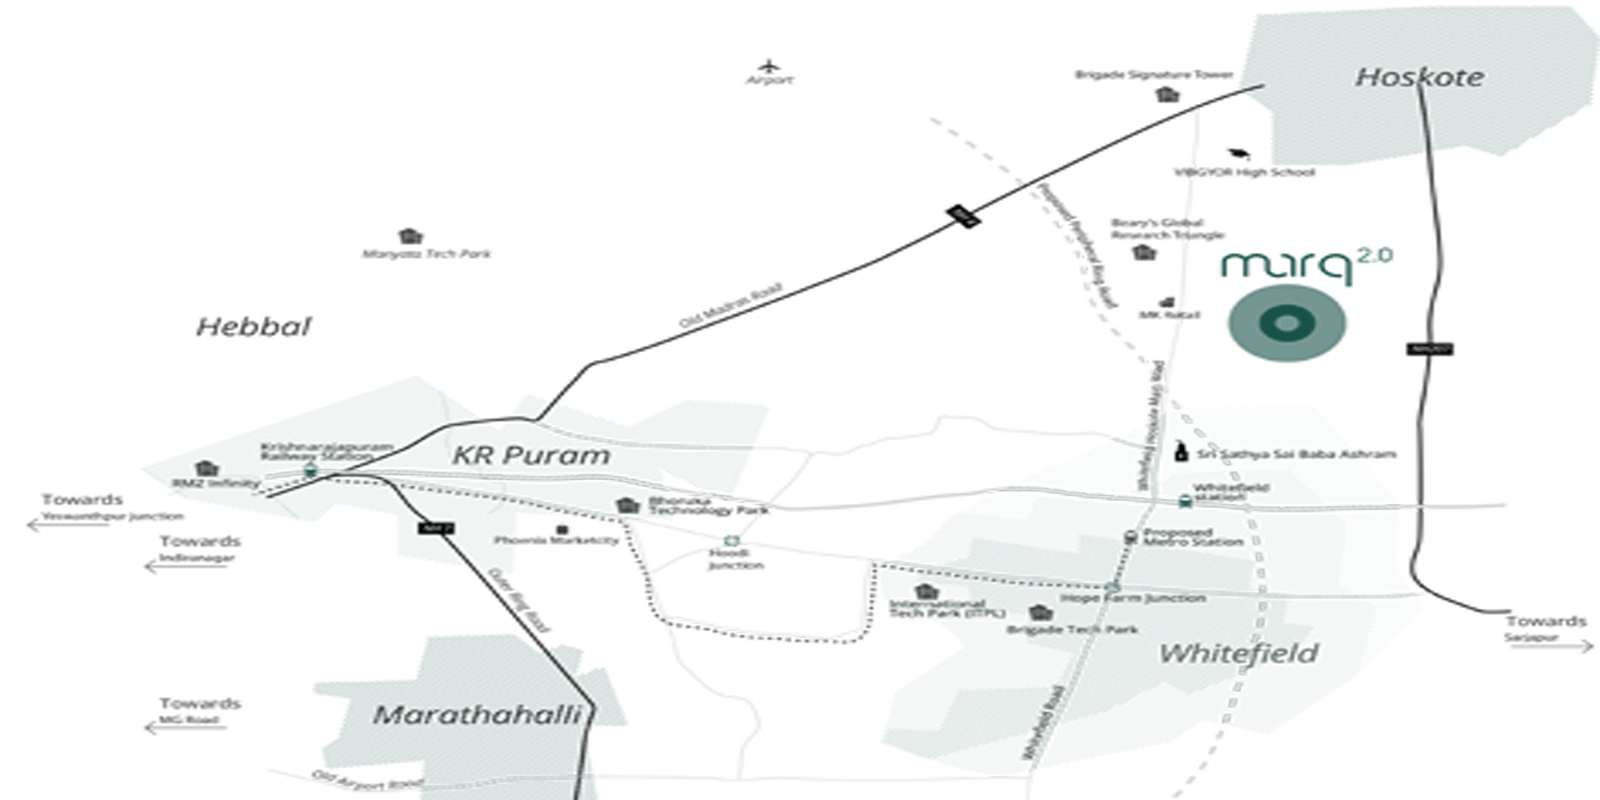 Hoskote
Brigade Signature Tower
Airport
VIBGYOR High School
Beary's Global
Research Triangle
marq 2.0
Manyata Tech Park
Proposed Peripheral Ring Road
Old Madras Road
MK Retail
Hebbal
Whitefield Hoskote Main Road
Krishnarajapuram
Railway Station
KR Puram
Sri Sathya Sai Baba Ashram
RMZ Infinity
Whitefield
station
Towards
Yeswanthpur Junction
Bhoruka
Technology Park
Phoenix Marketcity
Proposed
Metro Station
Towards
Indiranagar
Hoodi
Junction
Outer Ring Road
Hope Farm Junction
International
Tech Park (ITPL)
Brigade Tech Park
Towards
Sarjapur
Whitefield
Towards
MG Road
Marathahalli
Whitefield Road
Old Airport Road